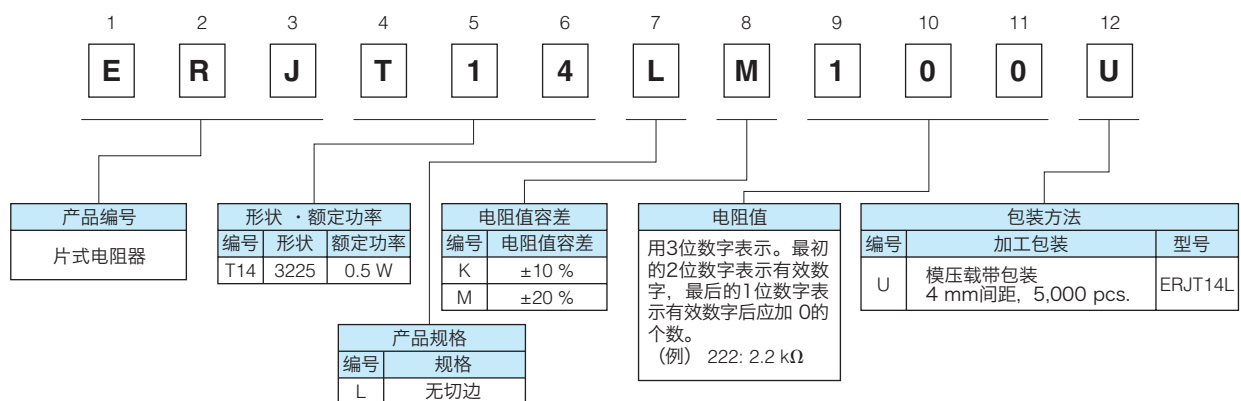 1 2 3 4 5 6 7 8 9 10 11 12
E R J T 1 4 L M 1 0 0 U
产品编号
片式电阻器
形状 ・额定功率
编号 形状 额定功率
T14 3225 0.5 W
产品规格
编号 规格
L 无切边
电阻值容差
编号 电阻值容差
K ±10 %
M ±20 %
电阻值
用3位数字表示。最初
的2位数字表示有效数
字，最后的1位数字表
示有效数字后应加 0的
个数。
（例） 222: 2.2 kΩ
包装方法
编号 加工包装 型号
U 模压载带包装 ERJT14L
4 mm间距，5,000 pcs.